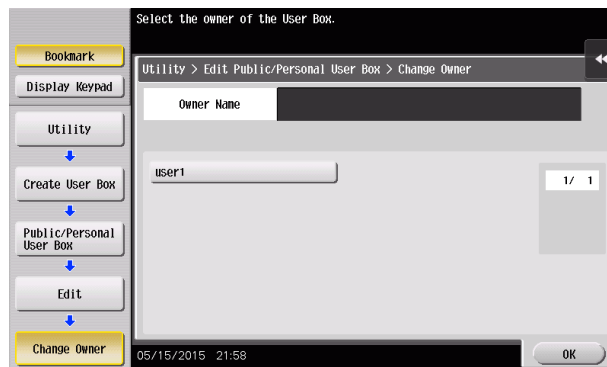 Select the owner of the User Box.
Bookmark
Display Keypad
Utility > Edit Public/Personal User Box > Change Owner
Owner Name
Utility
user1
1/ 1
Create User Box
Public/Personal
User Box
Edit
Change Owner
05/15/2015 21:58
OK